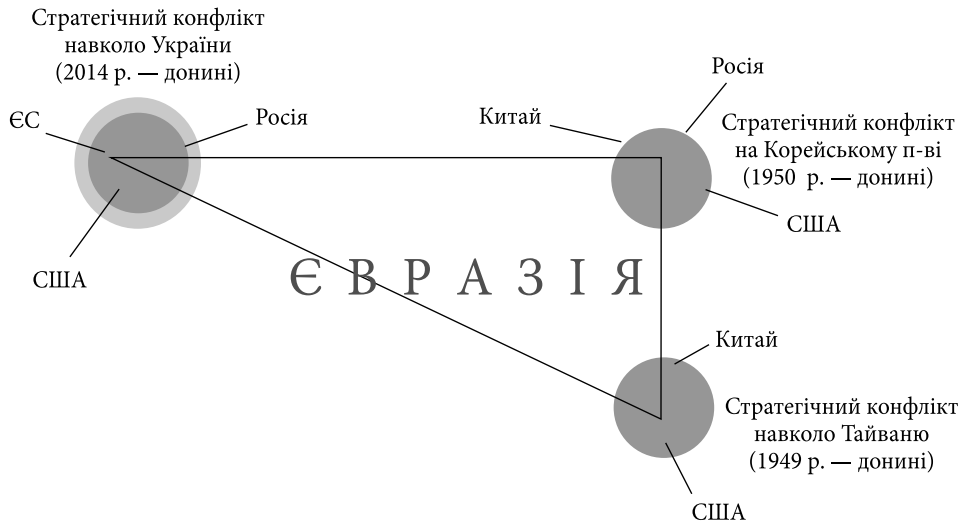 Стратегічний конфлікт
навколо України
(2014 р. — донині)
ЄС
Росія
США
Китай
Росія
Стратегічний конфлікт
на Корейському п-ві
(1950 р. — донині)
США
ЄВРАЗІЯ
Китай
Стратегічний конфлікт
навколо Тайваню
(1949 р. — донині)
США